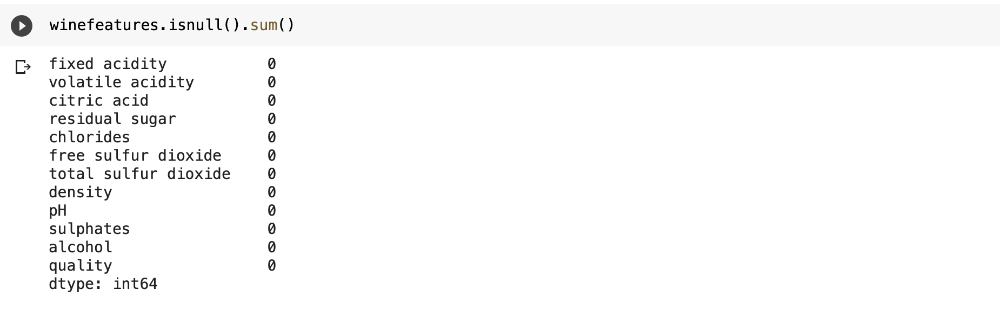 winefeatures.isnull().sum()
fixed acidity 0
volatile acidity 0
citric acid 0
residual sugar 0
chlorides 0
free sulfur dioxide 0
total sulfur dioxide 0
density 0
pH 0
sulphates 0
alcohol 0
quality 0
dtype: int64